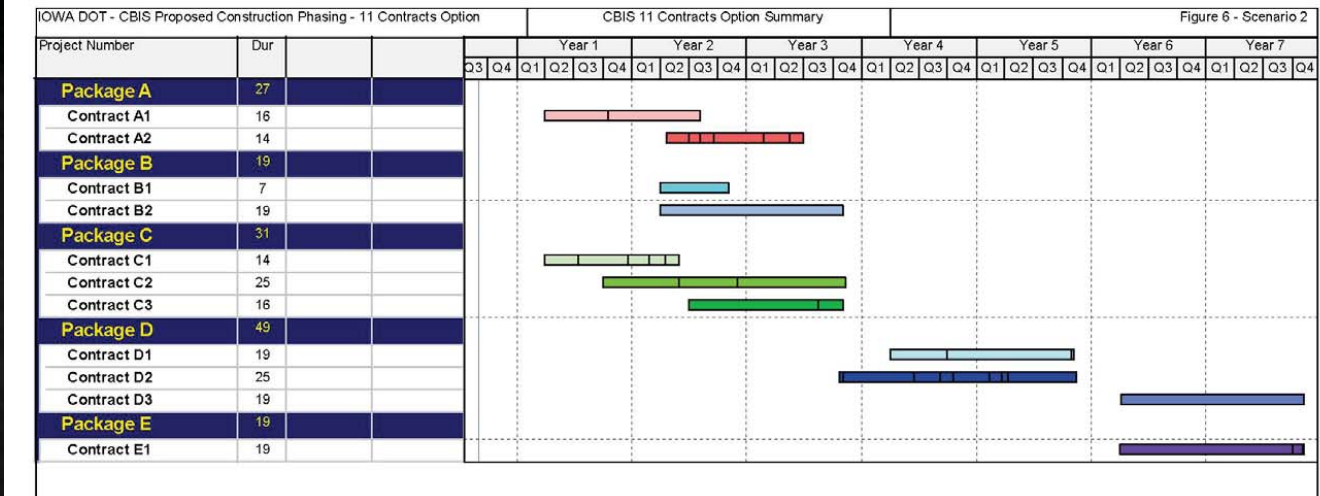 IOWA DOT - CBIS Proposed Construction Phasing - 11 Contracts Option CBIS 11 Contracts Option Summary Figure 6 - Scenario 2
Project Number Dur Year 1 Year 2 Year 3 Year 4 Year 5 Year 6 Year 7
Q3 Q4 Q1 Q2 Q3 Q4 Q1 Q2 Q3 Q4 Q1 Q2 Q3 Q4 Q1 Q2 Q3 Q4 Q1 Q2 Q3 Q4 Q1 Q2 Q3 Q4 Q1 Q2 Q3 Q4
Package A 27
Contract A1 16
Contract A2 14
Package B 19
Contract B1 7
Contract B2 19
Package C 31
Contract C1 14
Contract C2 25
Contract C3 16
Package D 49
Contract D1 19
Contract D2 25
Contract D3 19
Package E 19
Contract E1 19